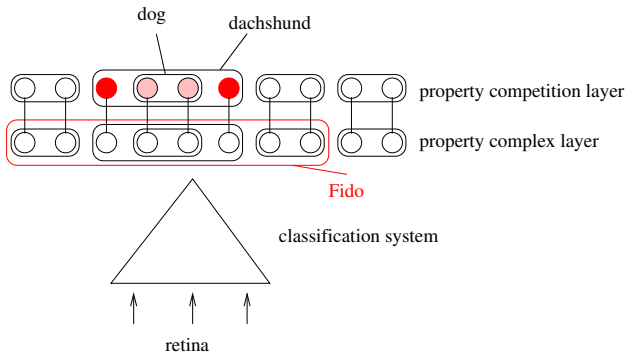 dog
dachshund
property competition layer
property complex layer
Fido
classification system
retina